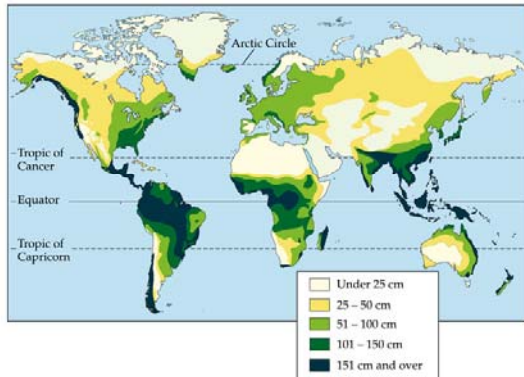 Arctic Circle
Tropic of
Cancer
Equator
Tropic of
Capricorn
Under 25 cm
25 – 50 cm
51 – 100 cm
101 – 150 cm
151 cm and over